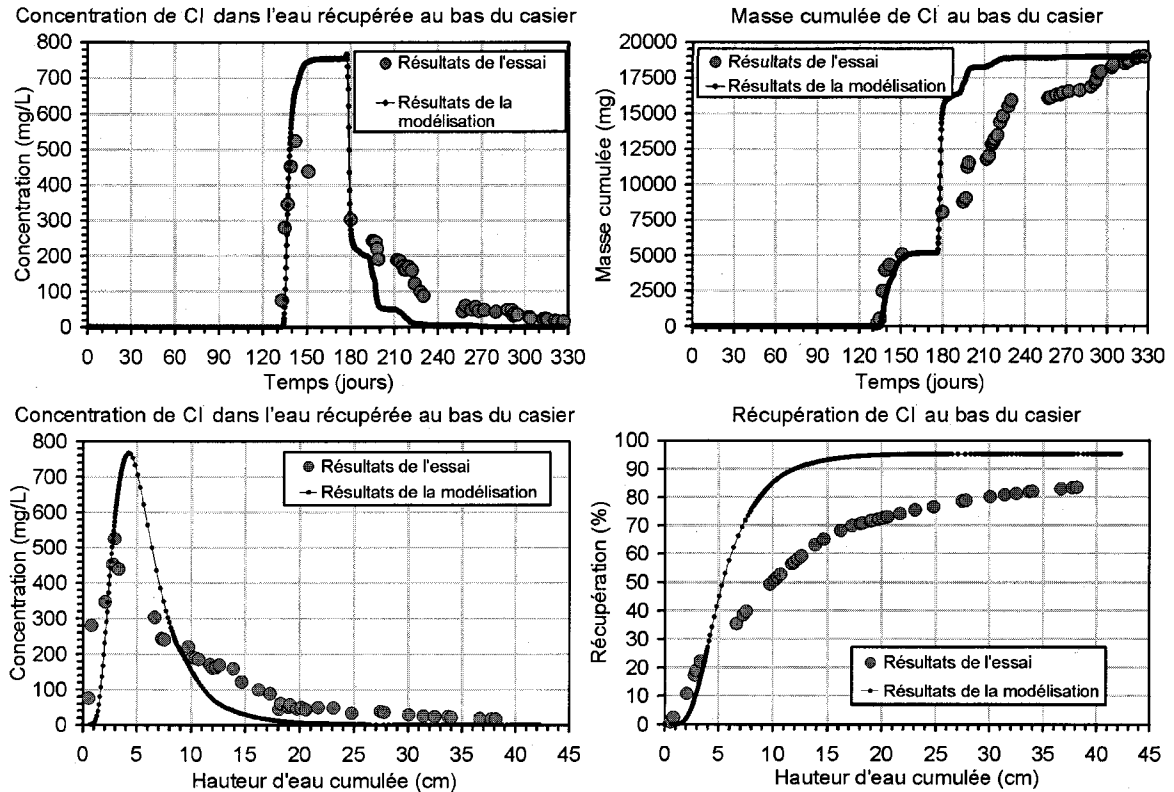 Concentration de Cl dans l'eau récupérée au bas du casier
800
700
600
500
400
300
200
100
0
Concentration (mg/L)
Résultats de l'essai
Résultats de la
modélisation
0 30 60 90 120 150 180 210 240 270 300 330
Temps (jours)
Masse cumulée de Cl au bas du casier
20000
17500
15000
12500
10000
7500
5000
2500
0
Masse cumulée (mg)
Résultats de l'essai
Résultats de la modélisation
0 30 60 90 120 150 180 210 240 270 300 330
Temps (jours)
Concentration de Cl dans l'eau récupérée au bas du casier
800
700
600
500
400
300
200
100
0
Concentration (mg/L)
Résultats de l'essai
Résultats de la modélisation
0 5 10 15 20 25 30 35 40 45
Hauteur d'eau cumulée (cm)
Récupération de Cl au bas du casier
100
90
80
70
60
50
40
30
20
10
0
Récupération (%)
Résultats de l'essai
Résultats de la modélisation
0 5 10 15 20 25 30 35 40 45
Hauteur d'eau cumulée (cm)